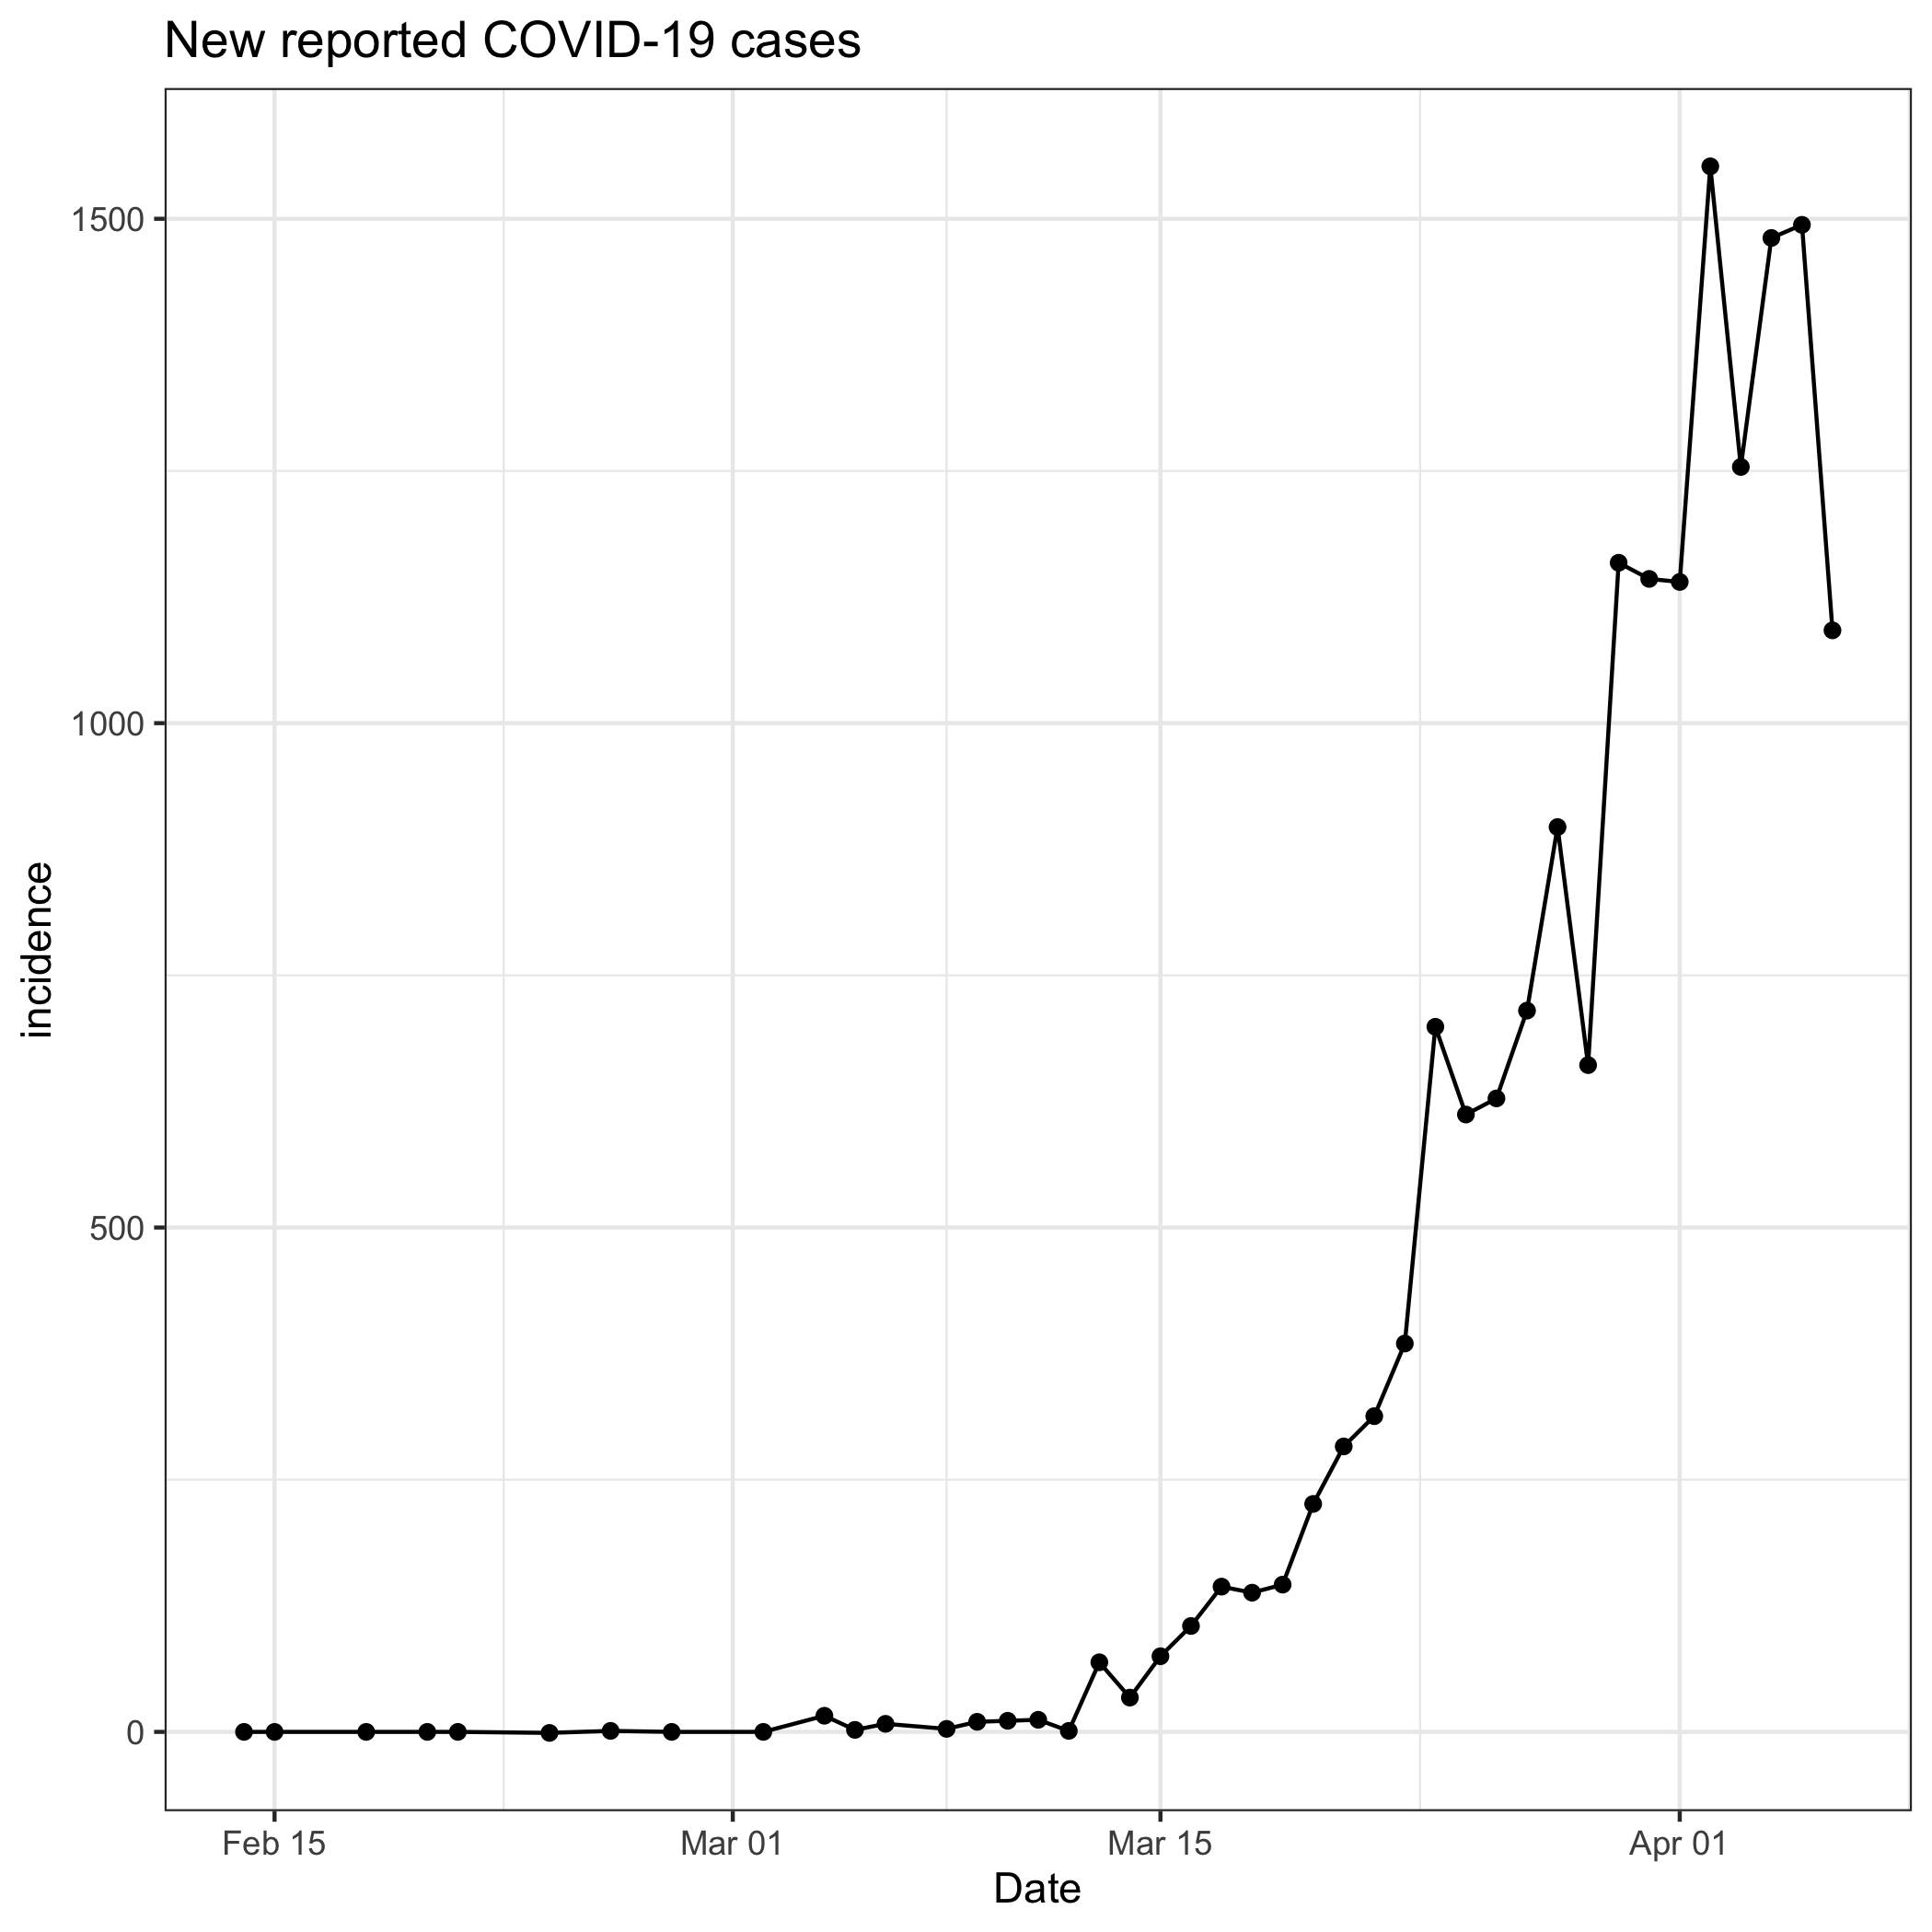 New reported COVID-19 cases
1500
1000
500
0
incidence
Feb 15
Mar 01
Mar 15
Apr 01
Date